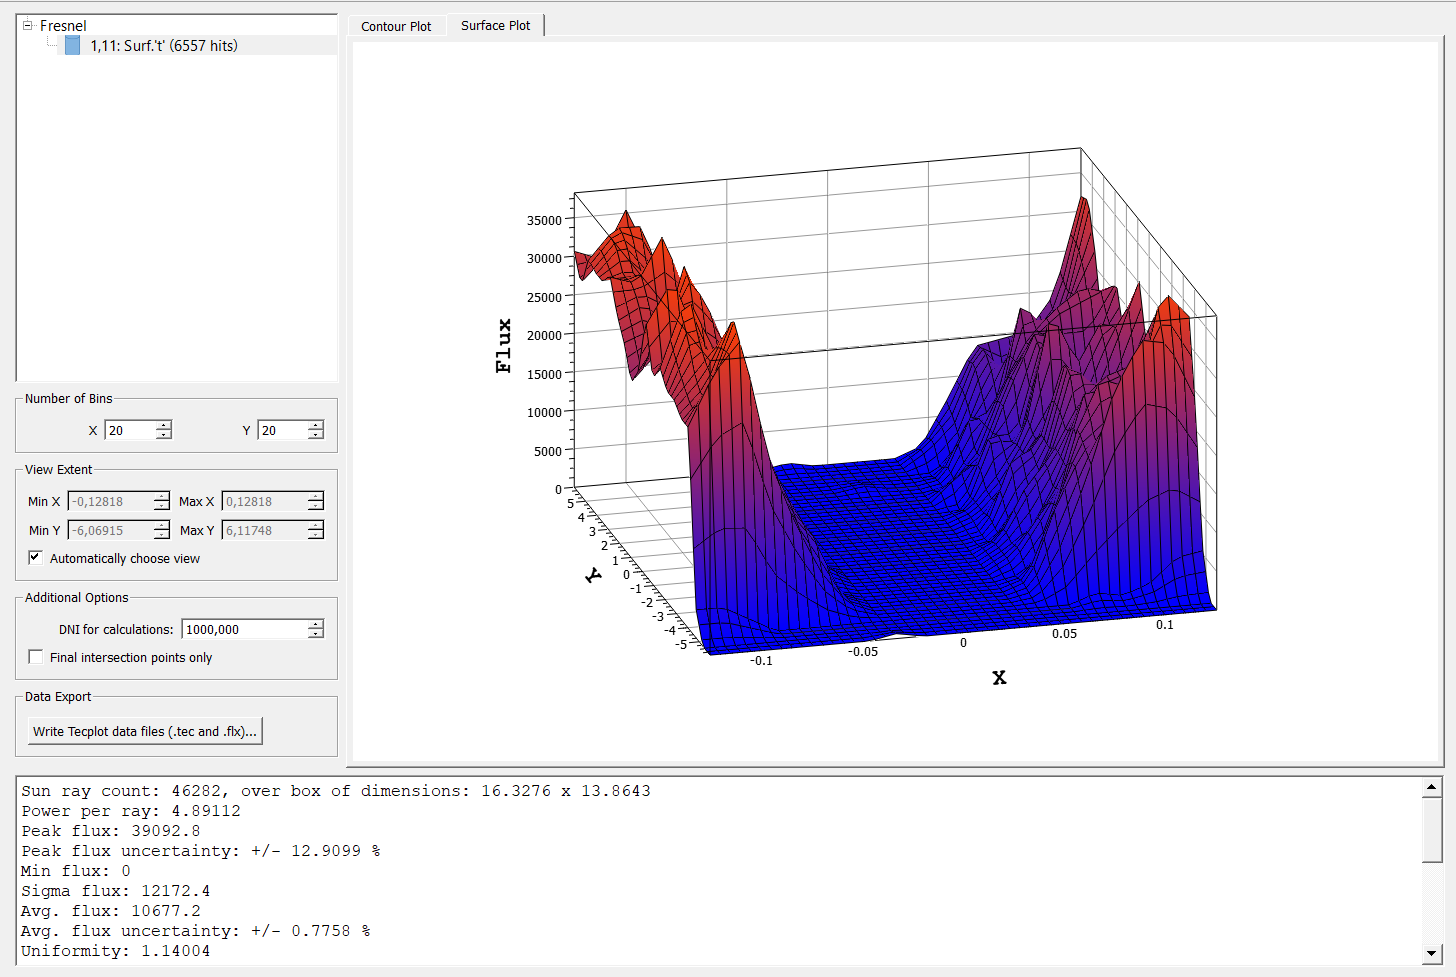 Fresnel
1,11: Surf.'t' (6557 hits)
Contour Plot
Surface Plot
Number of Bins
X 20 Y 20
View Extent
Min X -0,12818 Max X 0,12818
Min Y -6,06915 Max Y 6,11748
Automatically choose view
Additional Options
DNI for calculations: 1000,000
Final intersection points only
Data Export
Write Tecplot data files (.tec and .flx)...
Flux
35000
30000
25000
20000
15000
10000
5000
0
Y
5
4
3
2
1
0
-1
-2
-3
-4
-5
-0.1
-0.05
0
0.05
0.1
X
Sun ray count: 46282, over box of dimensions: 16.3276 x 13.8643
Power per ray: 4.89112
Peak flux: 39092.8
Peak flux uncertainty: +/- 12.9099 %
Min flux: 0
Sigma flux: 12172.4
Avg. flux: 10677.2
Avg. flux uncertainty: +/- 0.7758 %
Uniformity: 1.14004